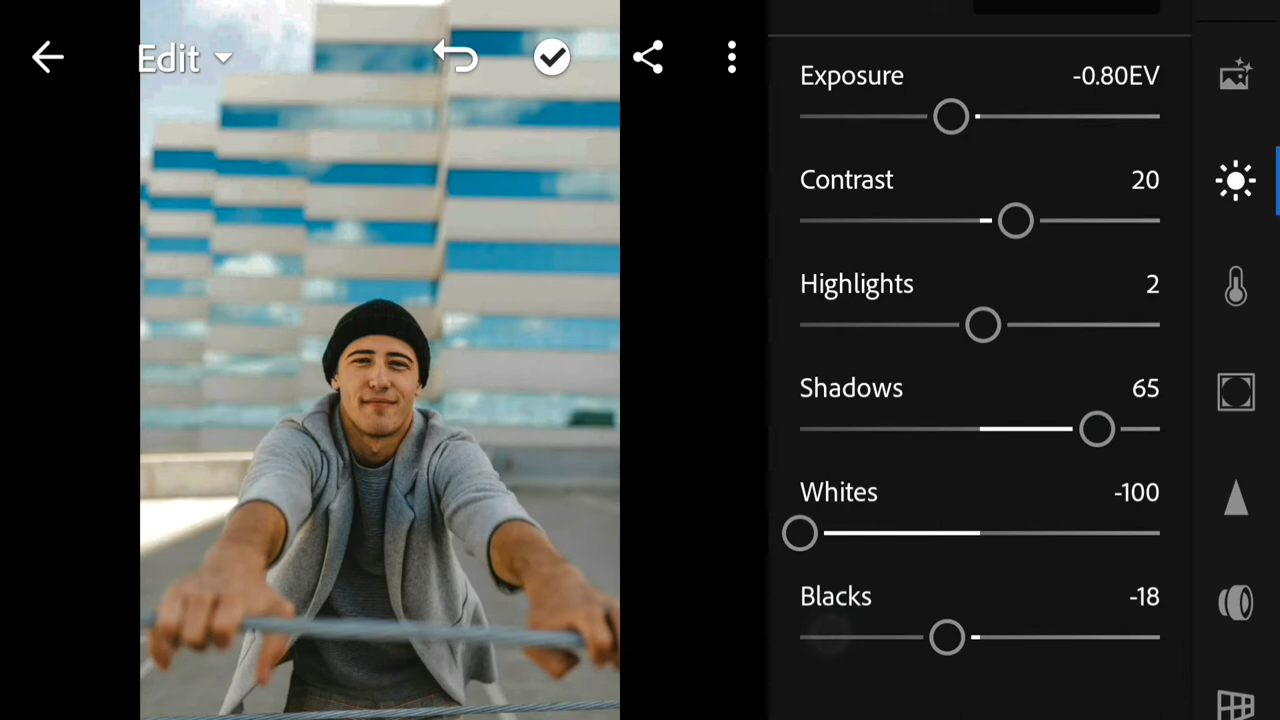 Edit
Exposure -0.80EV
Contrast 20
Highlights 2
Shadows 65
Whites -100
Blacks -18